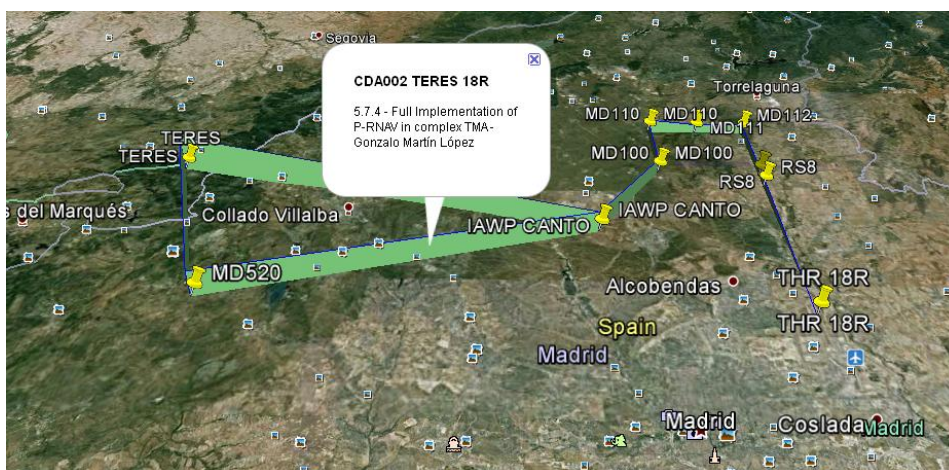 Segovia
CDA002 TERES 18R
5.7.4 - Full Implementation of
P-RNAV in complex TMA-
Gonzalo Martín López
Torrelaguna
MD110 MD110 MD112
MD111
TERES
TERES
MD100 MD100
RS8
RS8
s del Marqués
Collado Villalba
IAWP CANTO
IAWP CANTO
MD520
Alcobendas
THR 18R
THR 18R
Spain
Madrid
Madrid
Coslada
Madrid